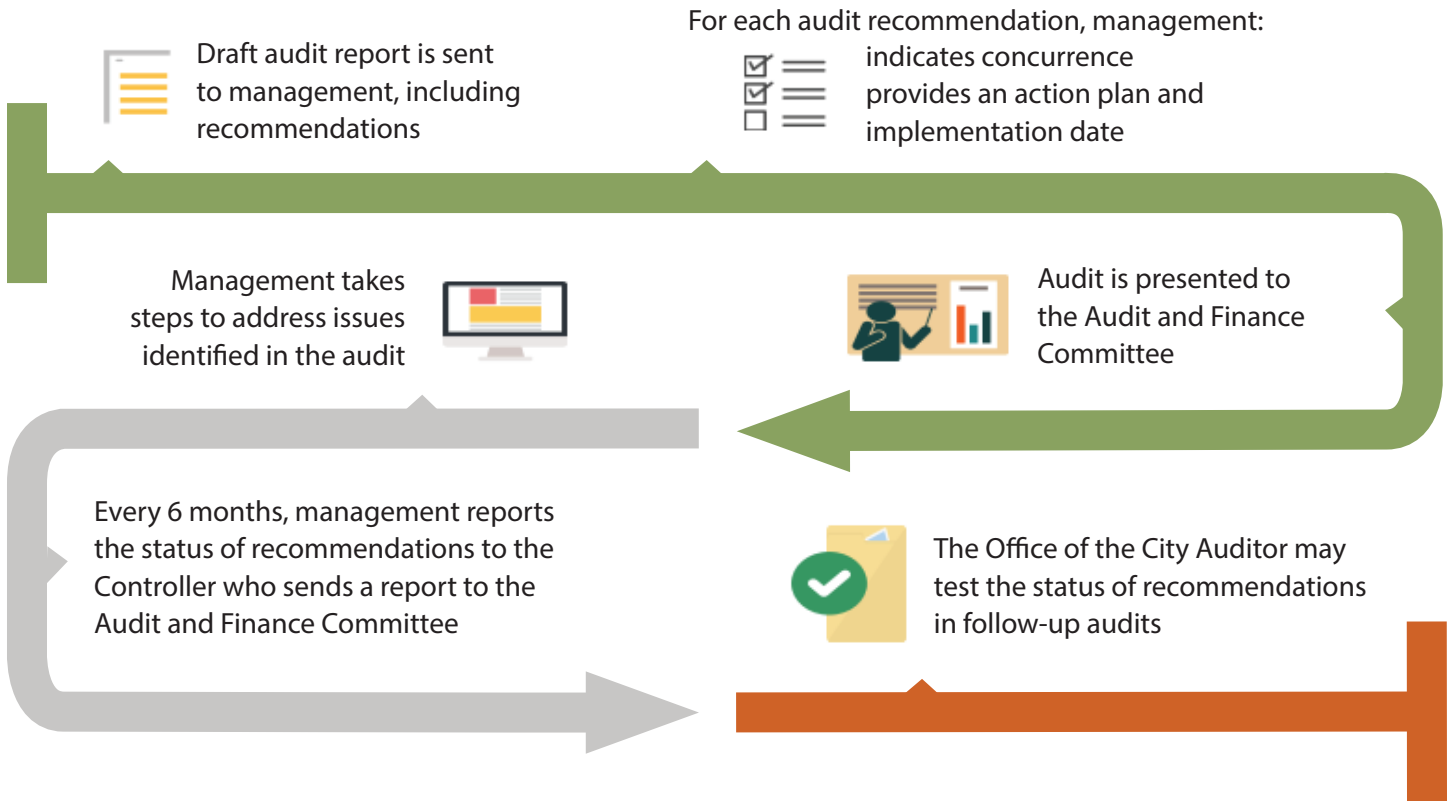 Draft audit report is sent
to management, including
recommendations
For each audit recommendation, management:
indicates concurrence
provides an action plan and
implementation date
Audit is presented to
the Audit and Finance
Committee
Management takes
steps to address issues
identified in the audit
Every 6 months, management reports
the status of recommendations to the
Controller who sends a report to the
Audit and Finance Committee
The Office of the City Auditor may
test the status of recommendations
in follow-up audits